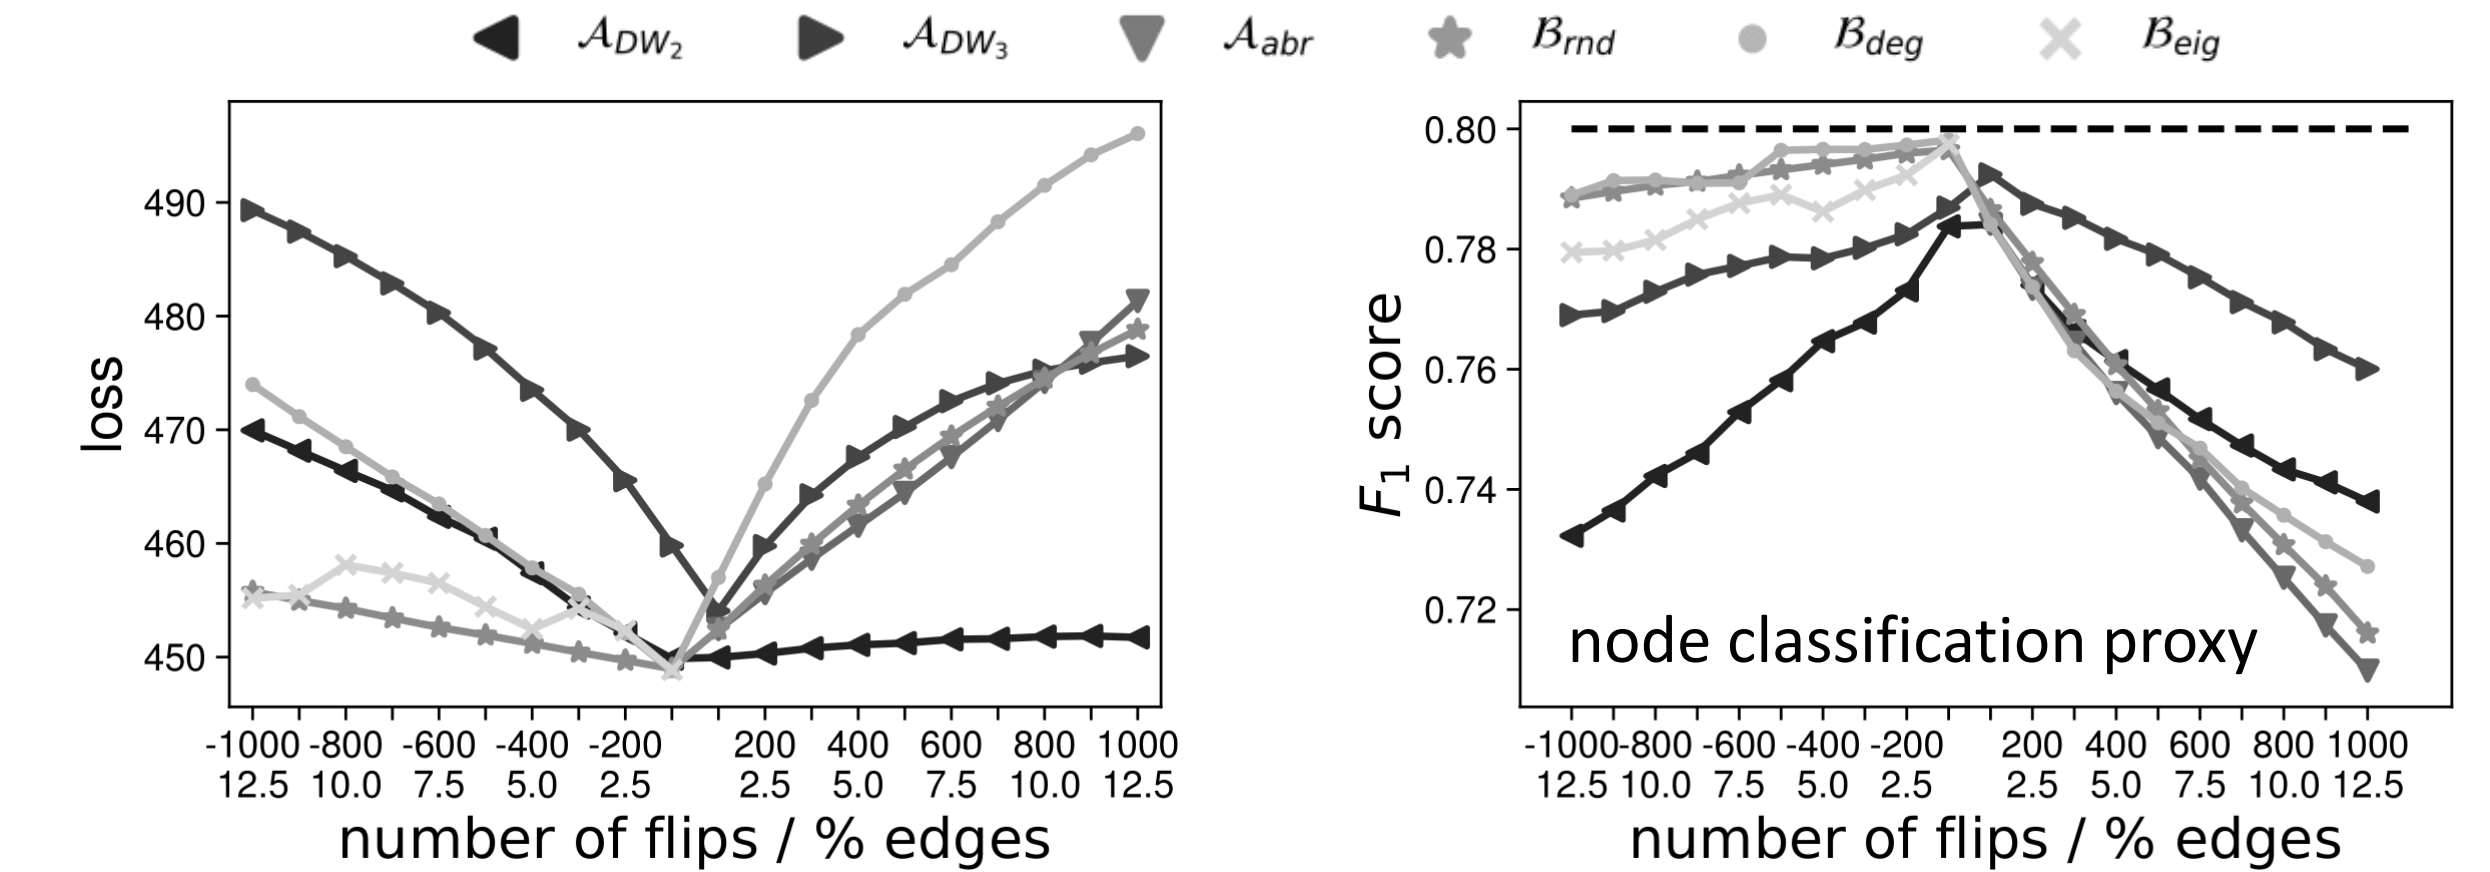 𝒜DW₂ 𝒜DW₃ 𝒜abr ℬrnd ℬdeg ℬeig
loss
490
480
470
460
450
-1000 -800 -600 -400 -200 200 400 600 800 1000
12.5 10.0 7.5 5.0 2.5 2.5 5.0 7.5 10.0 12.5
number of flips / % edges
F₁ score
0.80
0.78
0.76
0.74
0.72
node classification proxy
-1000 -800 -600 -400 -200 200 400 600 800 1000
12.5 10.0 7.5 5.0 2.5 2.5 5.0 7.5 10.0 12.5
number of flips / % edges